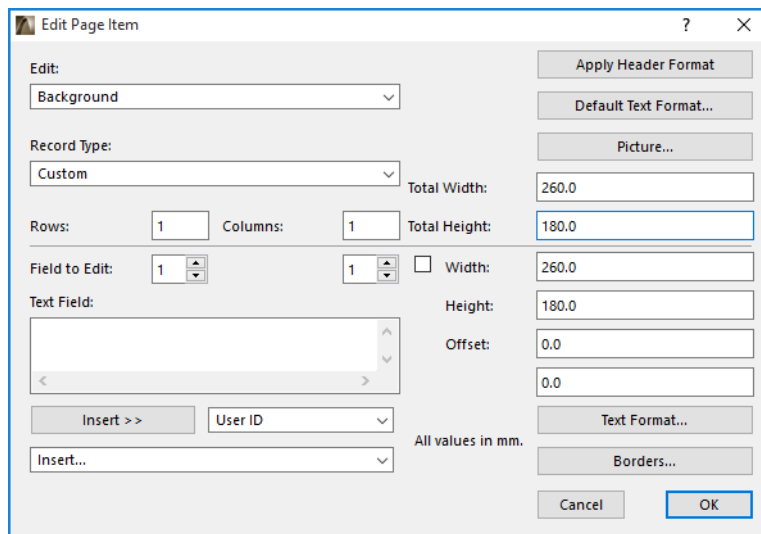 Edit Page Item
Edit:
Apply Header Format
Background
Default Text Format...
Record Type:
Picture...
Custom
Total Width:
260.0
Rows:
1
Columns:
1
Total Height:
180.0
Field to Edit:
1
1
Width:
260.0
Text Field:
Height:
180.0
Offset:
0.0
0.0
Insert >>
User ID
Text Format...
All values in mm.
Insert...
Borders...
Cancel
OK